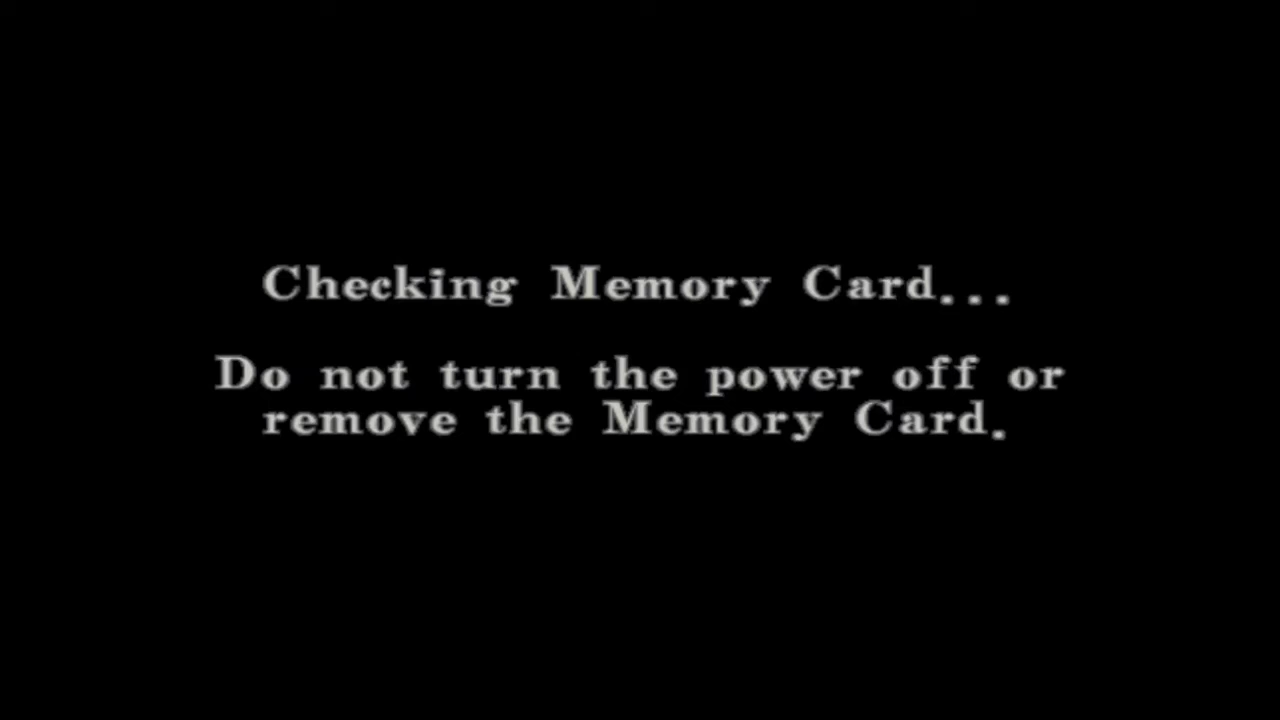 Checking Memory Card...
Do not turn the power off or
remove the Memory Card.